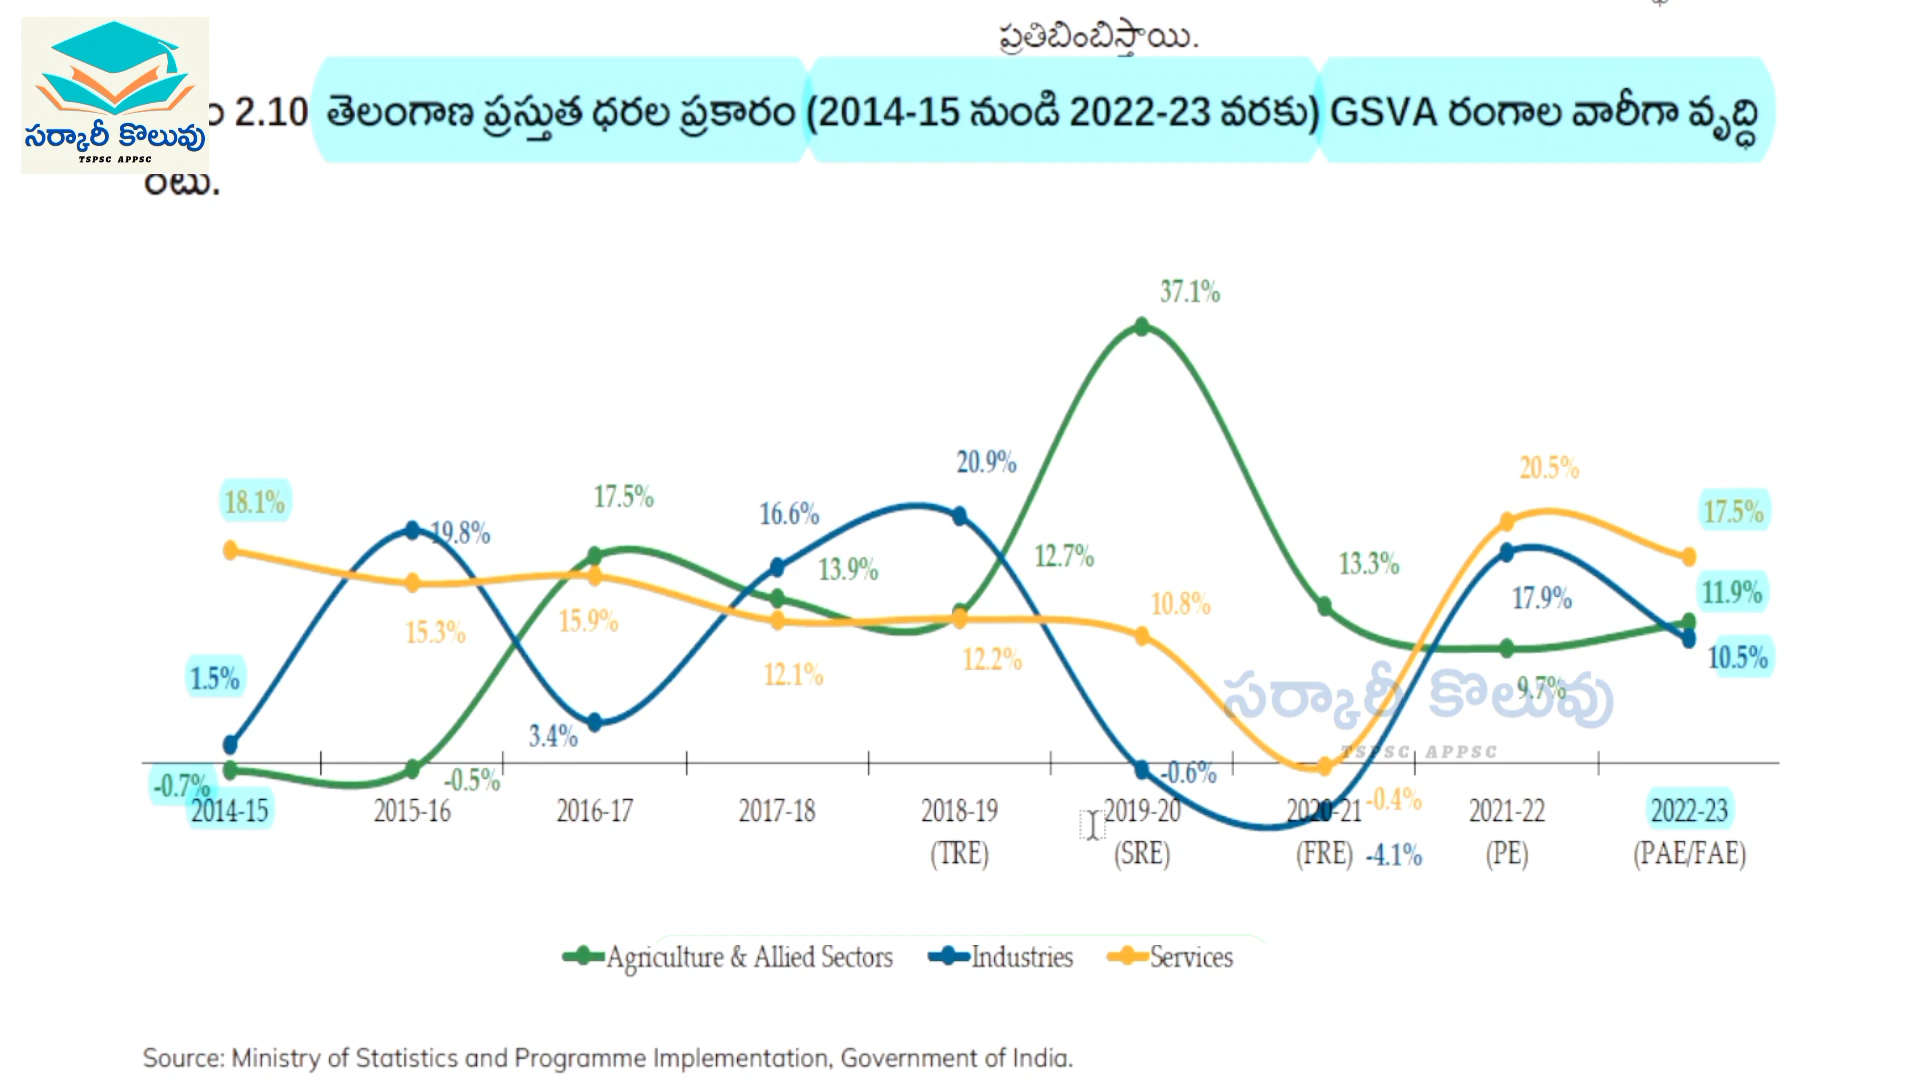 ప్రతిబింబిస్తాయి.
సర్కారీ కొలువు
TSPSC APPSC
2.10 తెలంగాణ ప్రస్తుత ధరల ప్రకారం (2014-15 నుండి 2022-23 వరకు) GSVA రంగాల వారీగా వృద్ధి
రేటు.
37.1%
20.9%
20.5%
18.1%
17.5%
17.5%
16.6%
19.8%
12.7%
13.3%
13.9%
11.9%
17.9%
10.8%
15.9%
15.3%
12.2%
10.5%
12.1%
1.5%
9.7%
3.4%
సర్కారీ కొలువు
TSPSC APPSC
-0.7%
-0.5%
-0.6%
-0.4%
2014-15 2015-16 2016-17 2017-18 2018-19 2019-20 2020-21 2021-22 2022-23
(TRE) (SRE) (FRE) -4.1% (PE) (PAE/FAE)
Agriculture & Allied Sectors Industries Services
Source: Ministry of Statistics and Programme Implementation, Government of India.